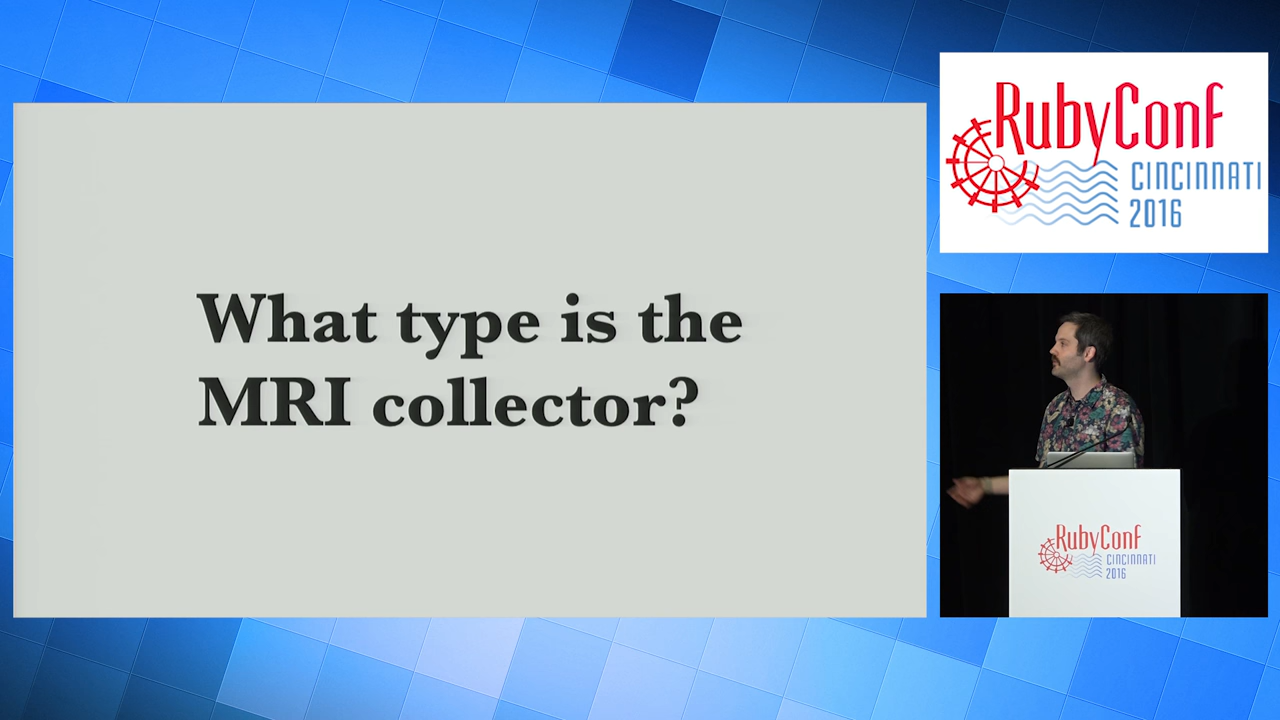 What type is the
MRI collector?
RubyConf
CINCINNATI
2016
RubyConf
CINCINNATI
2016